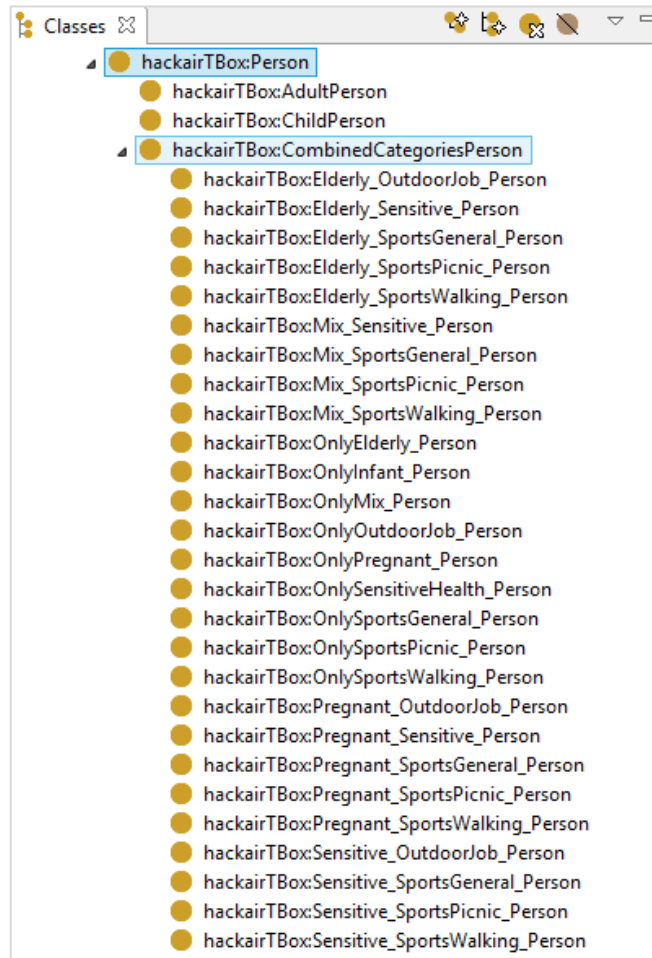 Classes
hackairTBox:Person
hackairTBox:AdultPerson
hackairTBox:ChildPerson
hackairTBox:CombinedCategoriesPerson
hackairTBox:Elderly_OutdoorJob_Person
hackairTBox:Elderly_Sensitive_Person
hackairTBox:Elderly_SportsGeneral_Person
hackairTBox:Elderly_SportsPicnic_Person
hackairTBox:Elderly_SportsWalking_Person
hackairTBox:Mix_Sensitive_Person
hackairTBox:Mix_SportsGeneral_Person
hackairTBox:Mix_SportsPicnic_Person
hackairTBox:Mix_SportsWalking_Person
hackairTBox:OnlyElderly_Person
hackairTBox:OnlyInfant_Person
hackairTBox:OnlyMix_Person
hackairTBox:OnlyOutdoorJob_Person
hackairTBox:OnlyPregnant_Person
hackairTBox:OnlySensitiveHealth_Person
hackairTBox:OnlySportsGeneral_Person
hackairTBox:OnlySportsPicnic_Person
hackairTBox:OnlySportsWalking_Person
hackairTBox:Pregnant_OutdoorJob_Person
hackairTBox:Pregnant_Sensitive_Person
hackairTBox:Pregnant_SportsGeneral_Person
hackairTBox:Pregnant_SportsPicnic_Person
hackairTBox:Pregnant_SportsWalking_Person
hackairTBox:Sensitive_OutdoorJob_Person
hackairTBox:Sensitive_SportsGeneral_Person
hackairTBox:Sensitive_SportsPicnic_Person
hackairTBox:Sensitive_SportsWalking_Person